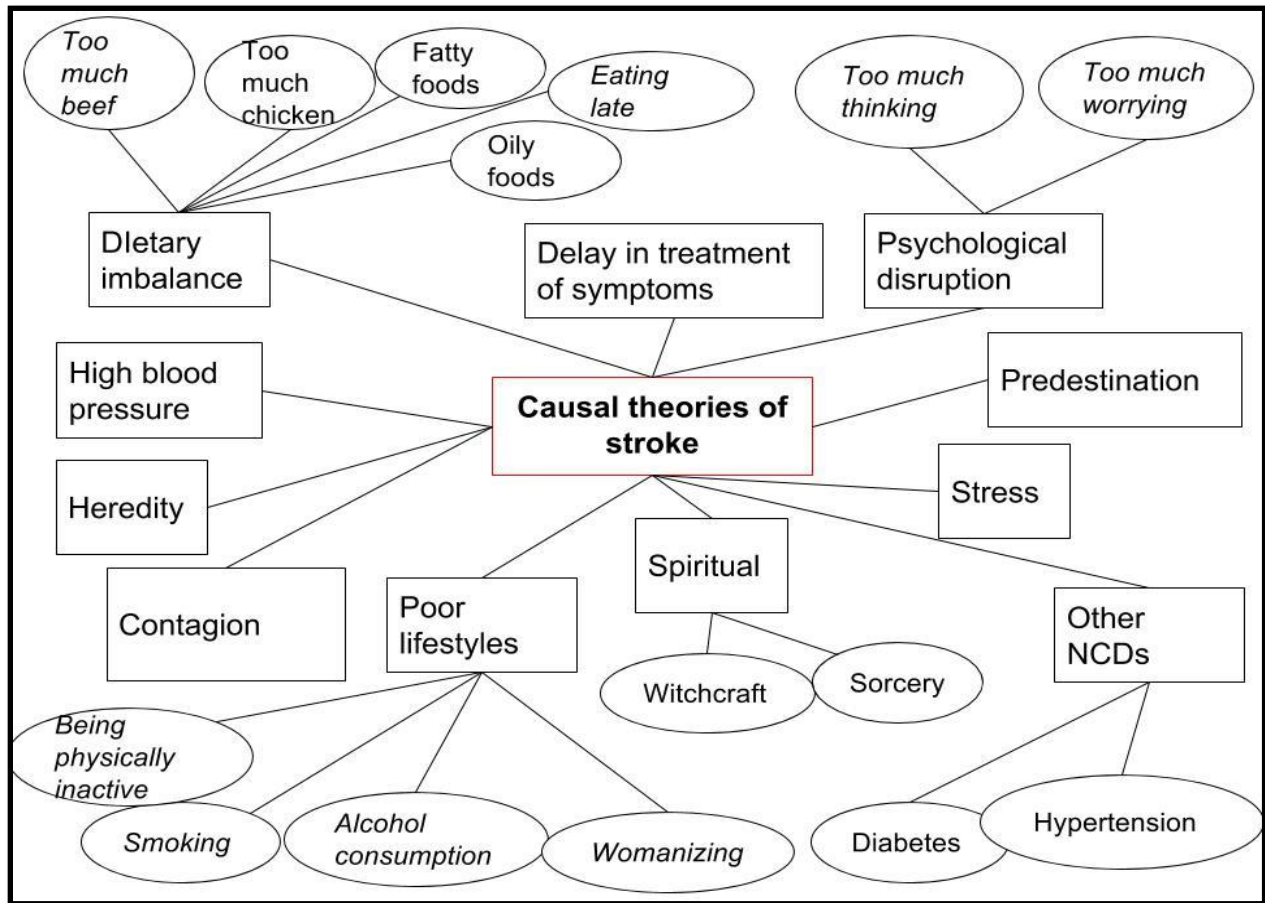 Too
much
beef
Too
much
chicken
Fatty
foods
Eating
late
Oily
foods
Too much
thinking
Too much
worrying
DIetary
imbalance
Delay in treatment
of symptoms
Psychological
disruption
High blood
pressure
Causal theories of
stroke
Predestination
Heredity
Stress
Contagion
Poor
lifestyles
Spiritual
Other
NCDs
Witchcraft
Sorcery
Being
physically
inactive
Smoking
Alcohol
consumption
Womanizing
Diabetes
Hypertension